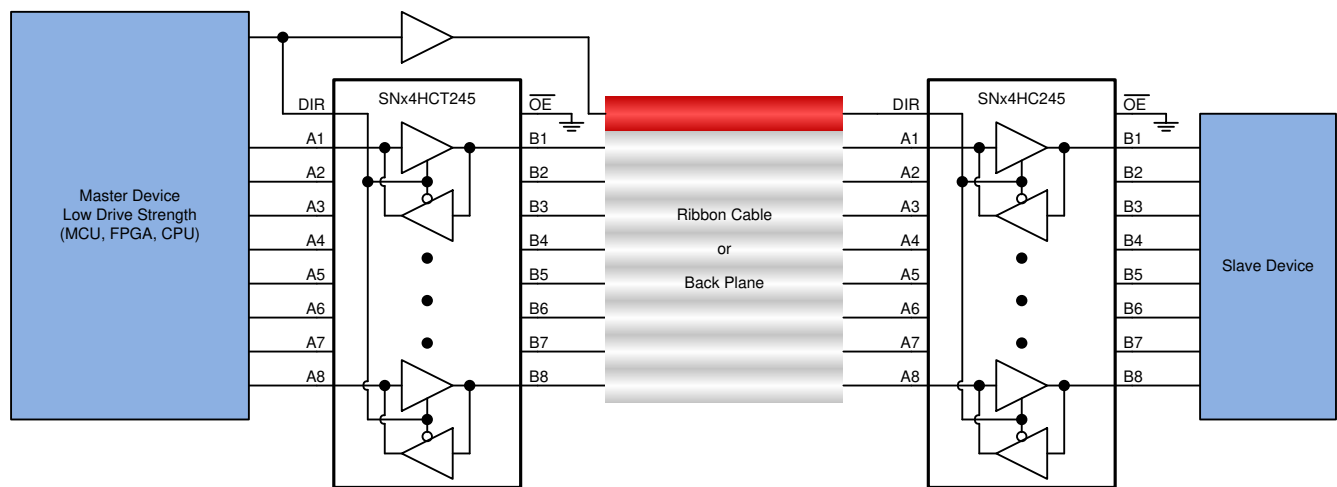 Master Device
Low Drive Strength
(MCU, FPGA, CPU)
SNx4HCT245
DIR
A1
A2
A3
A4
A5
A6
A7
A8
OE
B1
B2
B3
B4
B5
B6
B7
B8
Ribbon Cable
or
Back Plane
SNx4HC245
DIR
A1
A2
A3
A4
A5
A6
A7
A8
OE
B1
B2
B3
B4
B5
B6
B7
B8
Slave Device